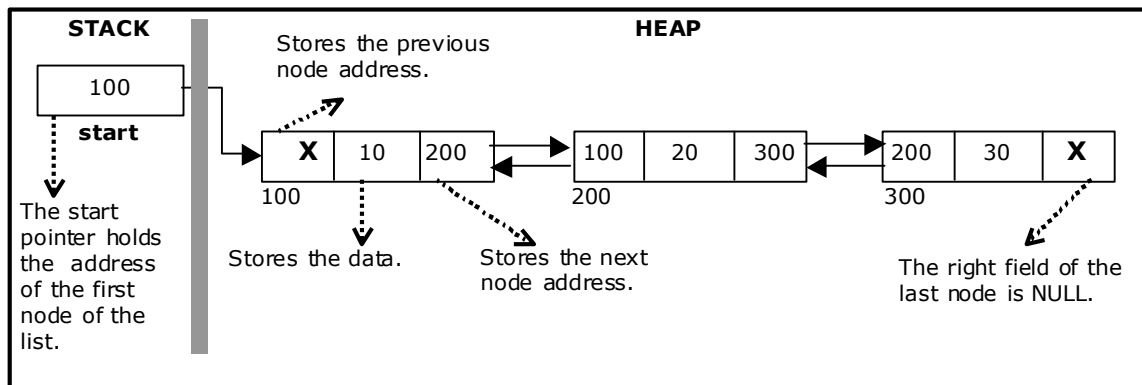 STACK
HEAP
Stores the previous
node address.
100
start
X 10 200
100 20 300
200 30 X
100
200
300
The start
pointer holds
the address
of the first
node of the
list.
Stores the data.
Stores the next
node address.
The right field of the
last node is NULL.